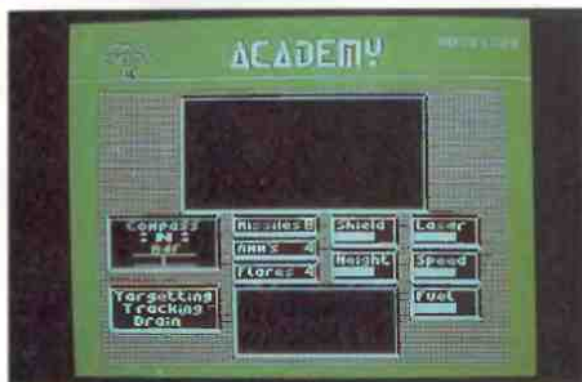 ACADEMY
Compass
N
Missiles 8
AMM's 4
Flares 4
Shield
Height
Laser
Speed
Fuel
Targetting
Tracking
Drain